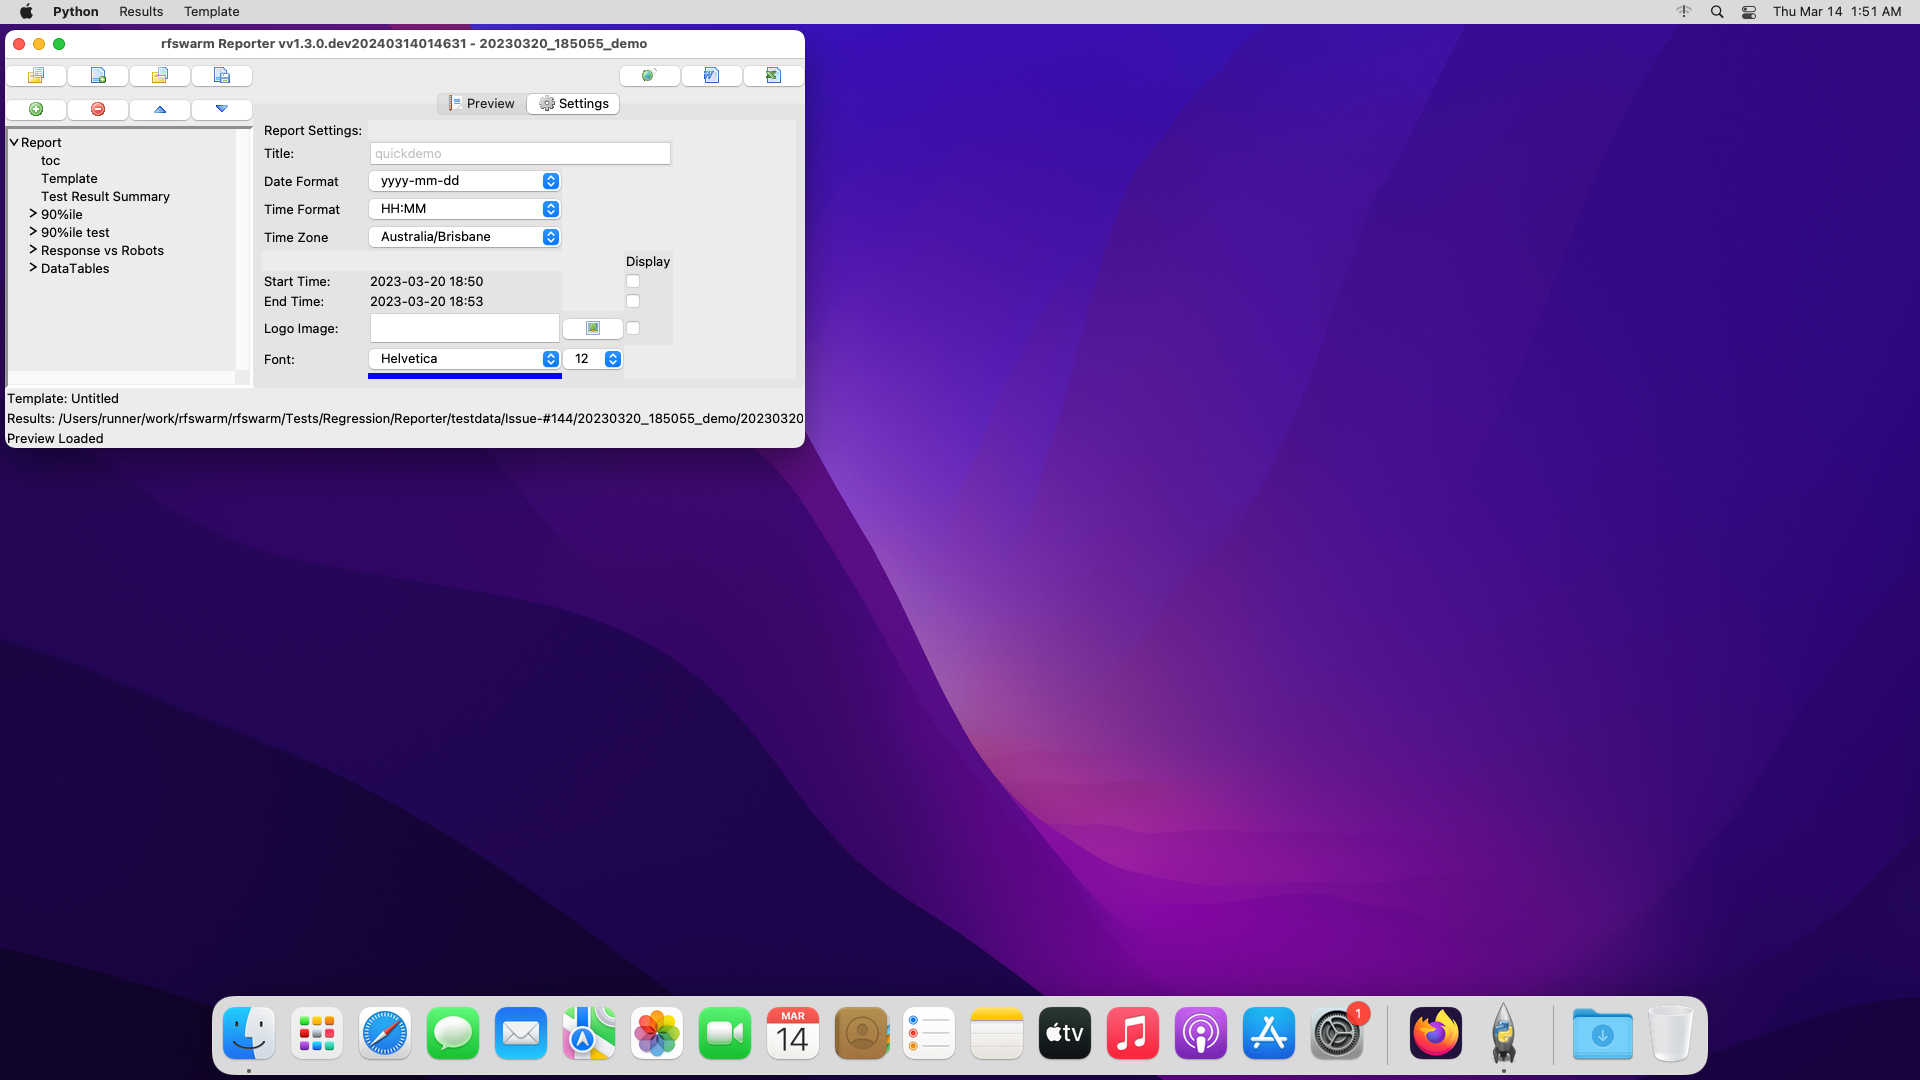 Python Results Template
Thu Mar 14 1:51 AM
rfswarm Reporter vv1.3.0.dev20240314014631 - 20230320_185055_demo
Preview
Settings
Report
toc
Template
Test Result Summary
90%ile
90%ile test
Response vs Robots
DataTables
Report Settings:
Title: quickdemo
Date Format yyyy-mm-dd
Time Format HH:MM
Time Zone Australia/Brisbane
Display
Start Time: 2023-03-20 18:50
End Time: 2023-03-20 18:53
Logo Image:
Font: Helvetica 12
Template: Untitled
Results: /Users/runner/work/rfswarm/rfswarm/Tests/Regression/Reporter/testdata/Issue-#144/20230320_185055_demo/20230320
Preview Loaded
MAR
14
tv
1